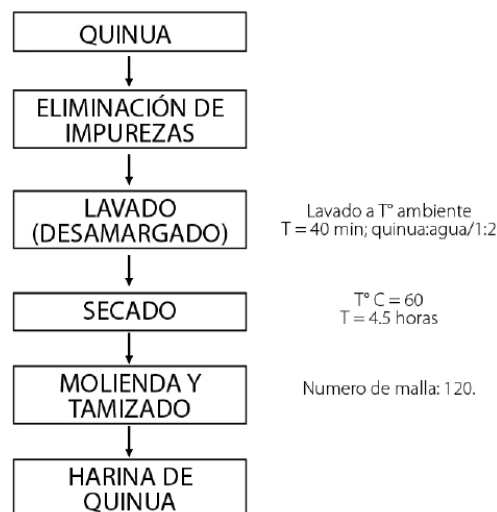 QUINUA
ELIMINACIÓN DE
IMPUREZAS
LAVADO
(DESAMARGADO)
Lavado a T° ambiente
T = 40 min; quinua:agua/1:2
SECADO
T° C = 60
T = 4.5 horas
MOLIENDA Y
TAMIZADO
Numero de malla: 120.
HARINA DE
QUINUA